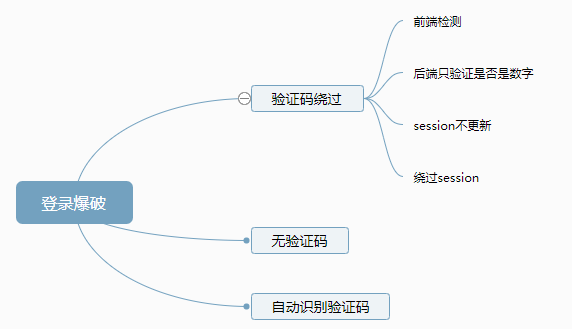 前端检测
后端只验证是否是数字
验证码绕过
session不更新
绕过session
登录爆破
无验证码
自动识别验证码